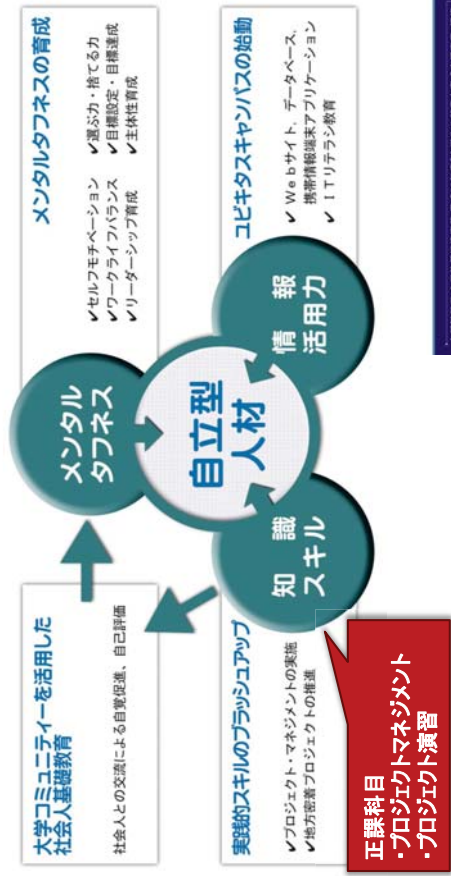 大学コミュニティーを活用した
社会人基礎教育
社会人との交流による自覚促進、自己評価
メンタル
タフネス
メンタルタフネスの育成
✔セルフモチベーション
✔ワークライフバランス
✔リーダーシップ育成
✔選ぶ力・捨てる力
✔目標設定・目標達成
✔主体性育成
自立型
人材
実践的スキルのブラッシュアップ
✔プロジェクト・マネジメントの実施
✔地方密着プロジェクトの推進
知 識
スキル
情 報
活用力
ユビキタスキャンパスの始動
✔Ｗｅｂサイト、データベース、
携帯情報端末アプリケーション
✔ＩＴリテラシ教育
正課科目
・プロジェクトマネジメント
・プロジェクト演習